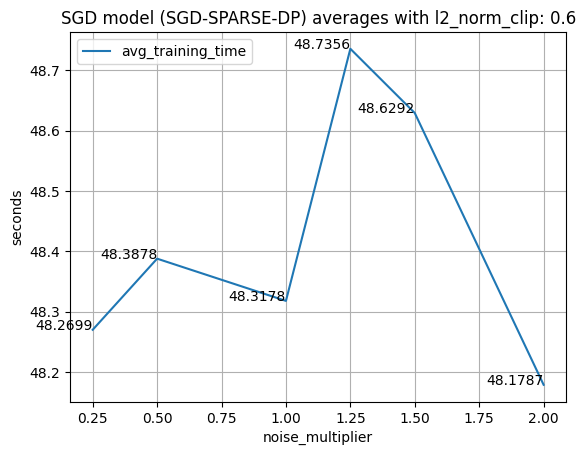 SGD model (SGD-SPARSE-DP) averages with l2_norm_clip: 0.6
avg_training_time
48.7356
48.7
48.6292
48.6
48.5
seconds
48.4
48.3878
48.3178
48.3
48.2699
48.2
48.1787
0.25 0.50 0.75 1.00 1.25 1.50 1.75 2.00
noise_multiplier